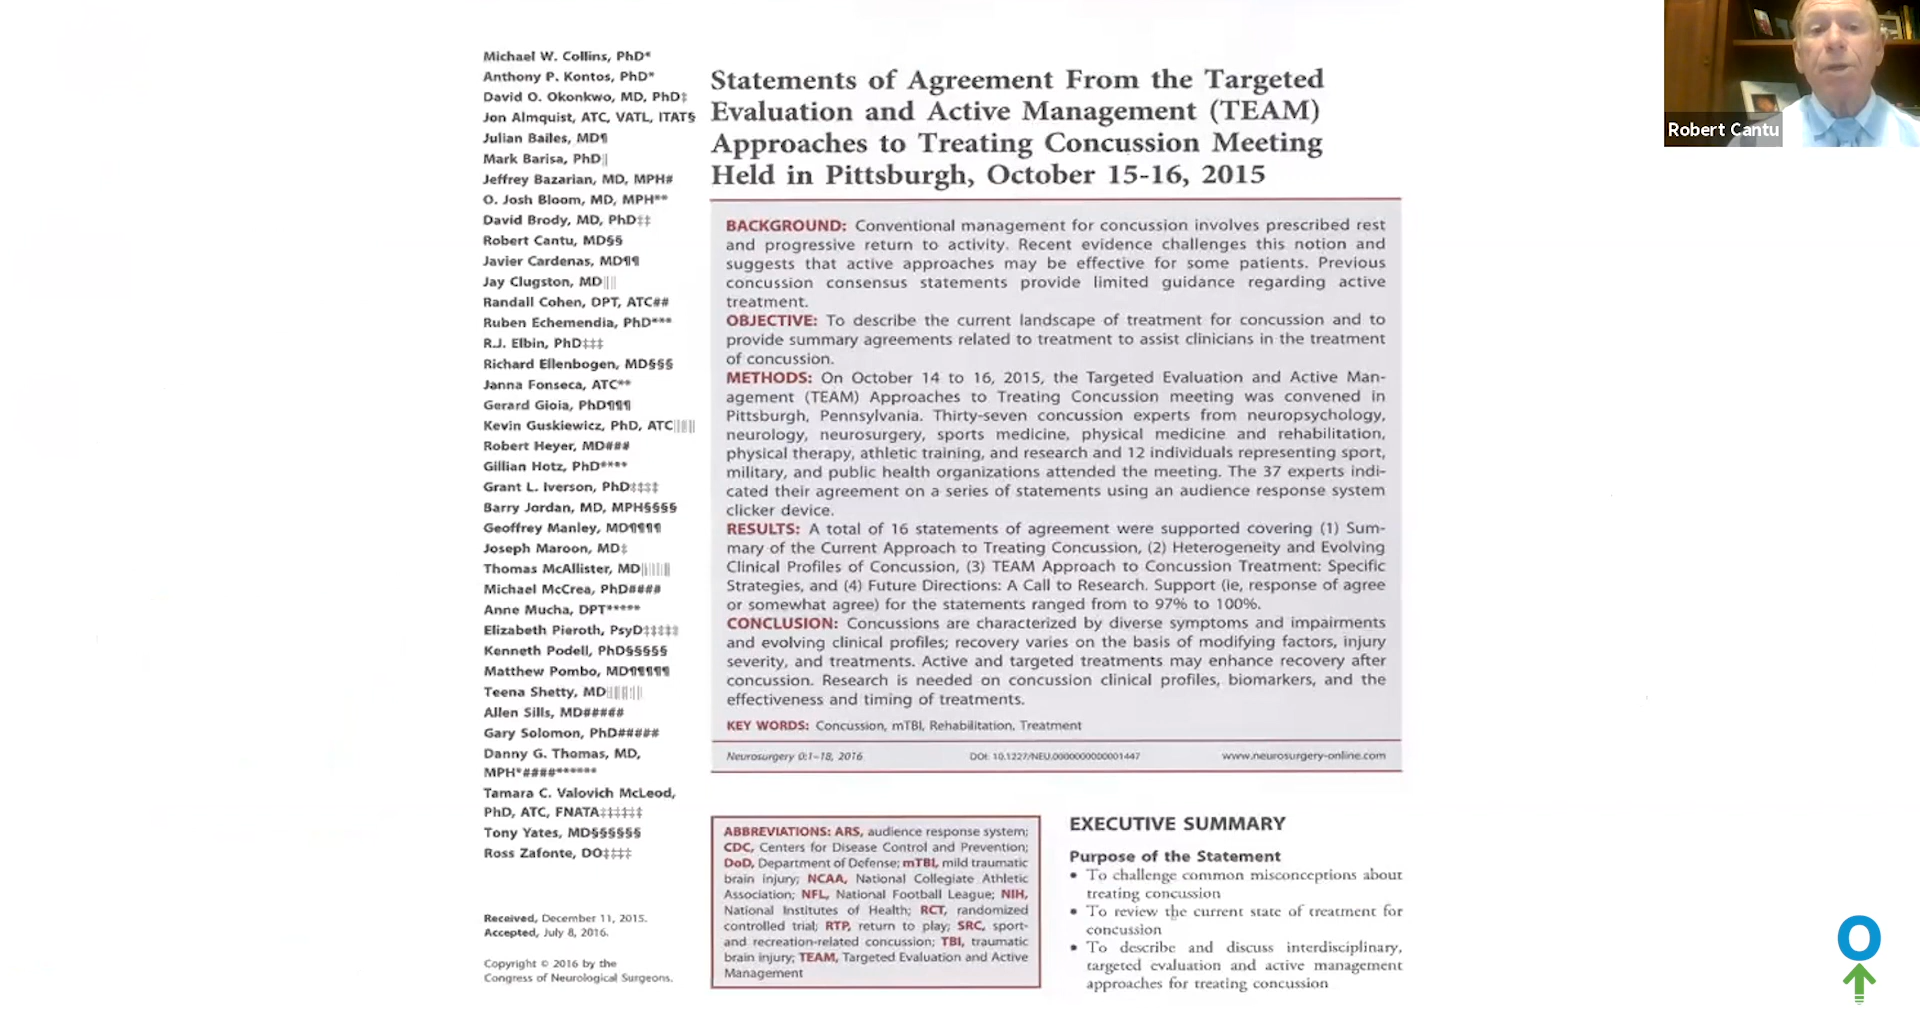 Michael W. Collins, PhD*
Anthony P. Kontos, PhD*
David O. Okonkwo, MD, PhD‡
Jon Almquist, ATC, VATL, ITAT§
Julian Bailes, MD¶
Mark Barisa, PhD||
Jeffrey Bazarian, MD, MPH#
O. Josh Bloom, MD, MPH**
David Brody, MD, PhD‡‡
Robert Cantu, MD§§
Javier Cardenas, MD¶¶
Jay Clugston, MD||||
Randall Cohen, DPT, ATC##
Ruben Echemendia, PhD***
R.J. Elbin, PhD‡‡‡
Richard Ellenbogen, MD§§§
Janna Fonseca, ATC**
Gerard Gioia, PhD¶¶¶
Kevin Guskiewicz, PhD, ATC||||||
Robert Heyer, MD###
Gillian Hotz, PhD****
Grant L. Iverson, PhD‡‡‡‡
Barry Jordan, MD, MPH§§§§
Geoffrey Manley, MD¶¶¶¶
Joseph Maroon, MD‡
Thomas McAllister, MD||||||||
Michael McCrea, PhD####
Anne Mucha, DPT*****
Elizabeth Pieroth, PsyD‡‡‡‡‡
Kenneth Podell, PhD§§§§§
Matthew Pombo, MD¶¶¶¶¶
Teena Shetty, MD||||||||||
Allen Sills, MD#####
Gary Solomon, PhD#####
Danny G. Thomas, MD,
MPH*####******
Tamara C. Valovich McLeod,
PhD, ATC, FNATA‡‡‡‡‡‡
Tony Yates, MD§§§§§§
Ross Zafonte, DO‡‡‡‡
Received, December 11, 2015.
Accepted, July 8, 2016.
Copyright © 2016 by the
Congress of Neurological Surgeons.
Statements of Agreement From the Targeted
Evaluation and Active Management (TEAM)
Approaches to Treating Concussion Meeting
Held in Pittsburgh, October 15-16, 2015
BACKGROUND: Conventional management for concussion involves prescribed rest
and progressive return to activity. Recent evidence challenges this notion and
suggests that active approaches may be effective for some patients. Previous
concussion consensus statements provide limited guidance regarding active
treatment.
OBJECTIVE: To describe the current landscape of treatment for concussion and to
provide summary agreements related to treatment to assist clinicians in the treatment
of concussion.
METHODS: On October 14 to 16, 2015, the Targeted Evaluation and Active Man-
agement (TEAM) Approaches to Treating Concussion meeting was convened in
Pittsburgh, Pennsylvania. Thirty-seven concussion experts from neuropsychology,
neurology, neurosurgery, sports medicine, physical medicine and rehabilitation,
physical therapy, athletic training, and research and 12 individuals representing sport,
military, and public health organizations attended the meeting. The 37 experts indi-
cated their agreement on a series of statements using an audience response system
clicker device.
RESULTS: A total of 16 statements of agreement were supported covering (1) Sum-
mary of the Current Approach to Treating Concussion, (2) Heterogeneity and Evolving
Clinical Profiles of Concussion, (3) TEAM Approach to Concussion Treatment: Specific
Strategies, and (4) Future Directions: A Call to Research. Support (ie, response of agree
or somewhat agree) for the statements ranged from to 97% to 100%.
CONCLUSION: Concussions are characterized by diverse symptoms and impairments
and evolving clinical profiles; recovery varies on the basis of modifying factors, injury
severity, and treatments. Active and targeted treatments may enhance recovery after
concussion. Research is needed on concussion clinical profiles, biomarkers, and the
effectiveness and timing of treatments.
KEY WORDS: Concussion, mTBI, Rehabilitation, Treatment
Neurosurgery 0:1–18, 2016 DOI: 10.1227/NEU.0000000000001447 www.neurosurgery-online.com
ABBREVIATIONS: ARS, audience response system;
CDC, Centers for Disease Control and Prevention;
DoD, Department of Defense; mTBI, mild traumatic
brain injury; NCAA, National Collegiate Athletic
Association; NFL, National Football League; NIH,
National Institutes of Health; RCT, randomized
controlled trial; RTP, return to play; SRC, sport-
and recreation-related concussion; TBI, traumatic
brain injury; TEAM, Targeted Evaluation and Active
Management
EXECUTIVE SUMMARY
Purpose of the Statement
• To challenge common misconceptions about
treating concussion
• To review the current state of treatment for
concussion
• To describe and discuss interdisciplinary,
targeted evaluation and active management
approaches for treating concussion
Robert Cantu